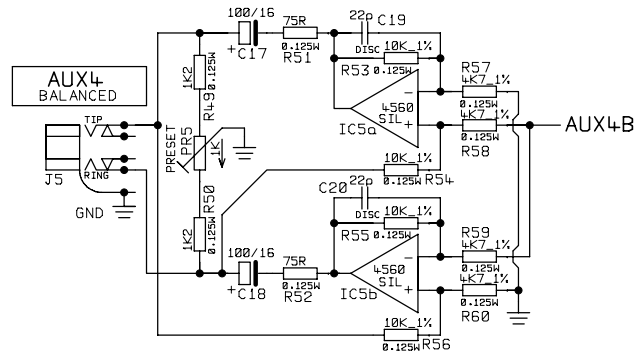 100/16
+C17
75R
0.125W
R51
22p
C19
DISC
10K_1%
R53
0.125W
R57
4K7_1%
0.125W
4K7_1%
0.125W
R58
4560
SIL
IC5a
AUX4B
AUX4
BALANCED
TIP
RING
J5
GND
1K2
0.125W
R49
PRESET
PR5
1K
R50
0.125W
1K2
10K_1%
0.125W
R54
C20
22p
DISC
10K_1%
R55
0.125W
100/16
+C18
75R
0.125W
R52
4560
SIL
IC5b
R59
4K7_1%
0.125W
4K7_1%
0.125W
R60
10K_1%
0.125W
R56